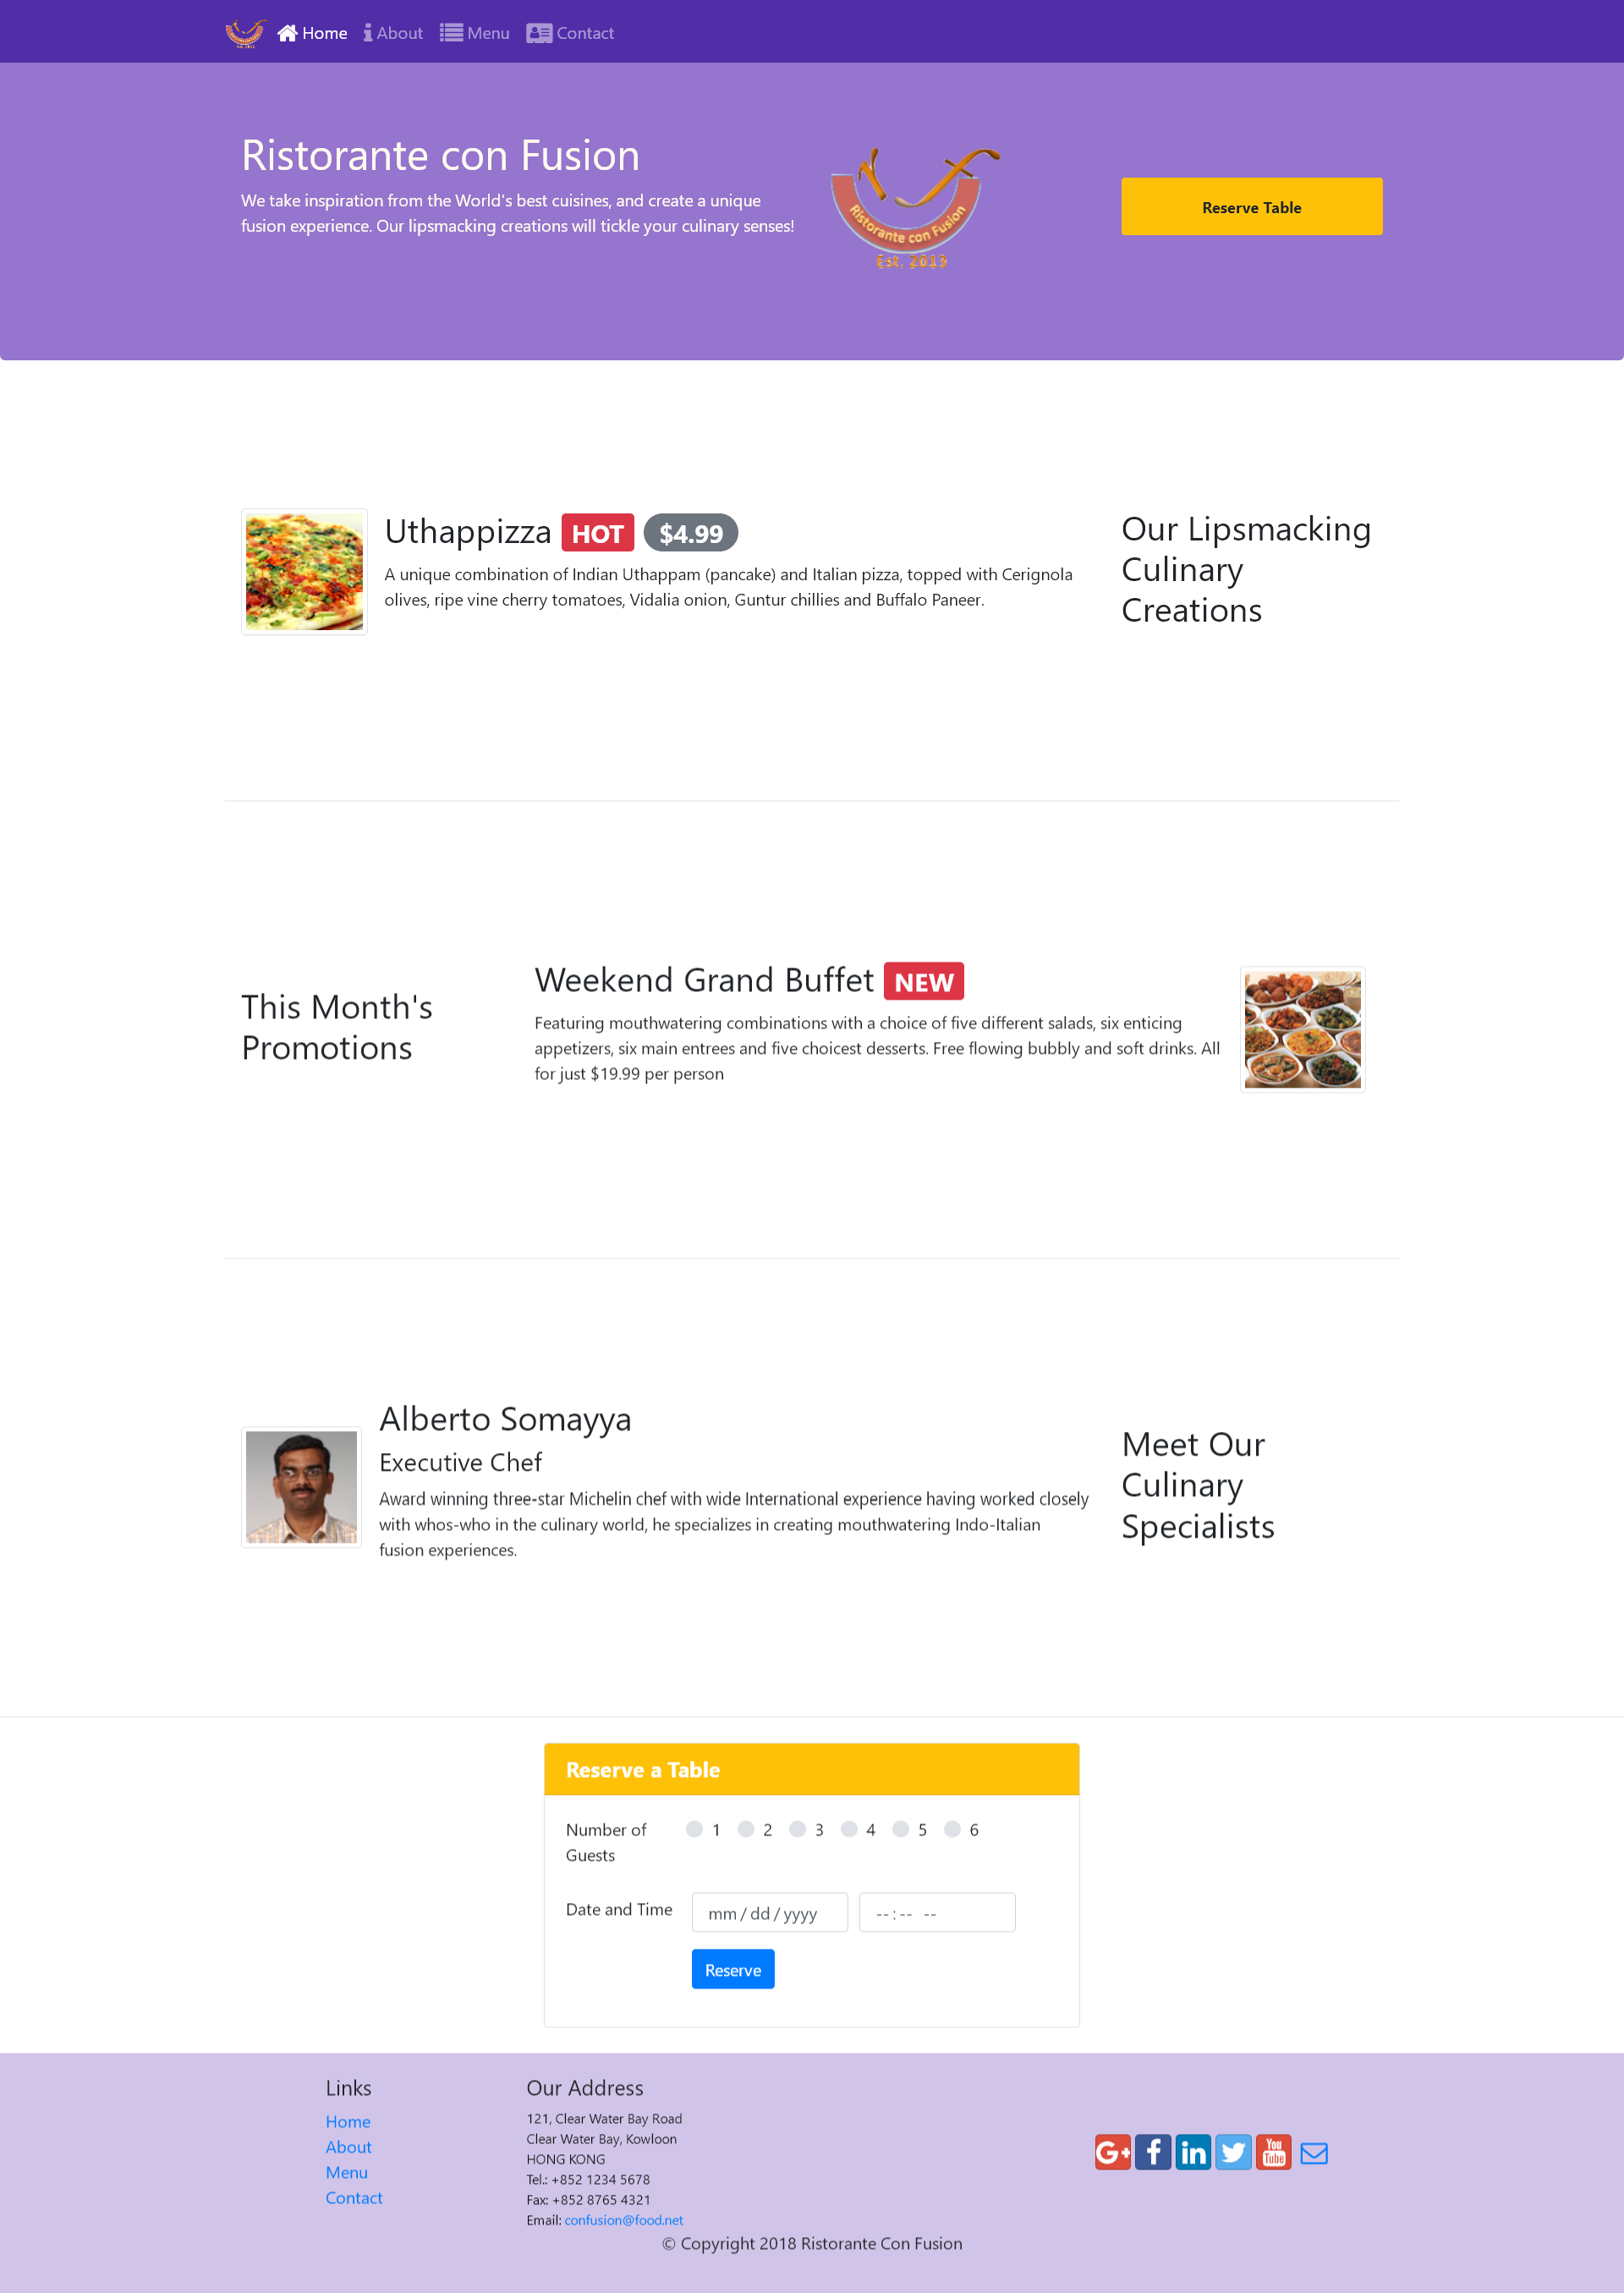 Home About Menu Contact
Ristorante con Fusion
We take inspiration from the World's best cuisines, and create a unique
fusion experience. Our lipsmacking creations will tickle your culinary senses!
Ristorante con Fusion
Est. 2013
Reserve Table
Uthappizza HOT $4.99
A unique combination of Indian Uthappam (pancake) and Italian pizza, topped with Cerignola
olives, ripe vine cherry tomatoes, Vidalia onion, Guntur chillies and Buffalo Paneer.
Our Lipsmacking
Culinary
Creations
This Month's
Promotions
Weekend Grand Buffet NEW
Featuring mouthwatering combinations with a choice of five different salads, six enticing
appetizers, six main entrees and five choicest desserts. Free flowing bubbly and soft drinks. All
for just $19.99 per person
Alberto Somayya
Executive Chef
Award winning three-star Michelin chef with wide International experience having worked closely
with whos-who in the culinary world, he specializes in creating mouthwatering Indo-Italian
fusion experiences.
Meet Our
Culinary
Specialists
Reserve a Table
Number of
Guests
1 2 3 4 5 6
Date and Time
mm/dd/yyyy
--:-- --
Reserve
Links
Home
About
Menu
Contact
Our Address
121, Clear Water Bay Road
Clear Water Bay, Kowloon
HONG KONG
Tel.: +852 1234 5678
Fax: +852 8765 4321
Email: confusion@food.net
G+ f in You Tube
© Copyright 2018 Ristorante Con Fusion